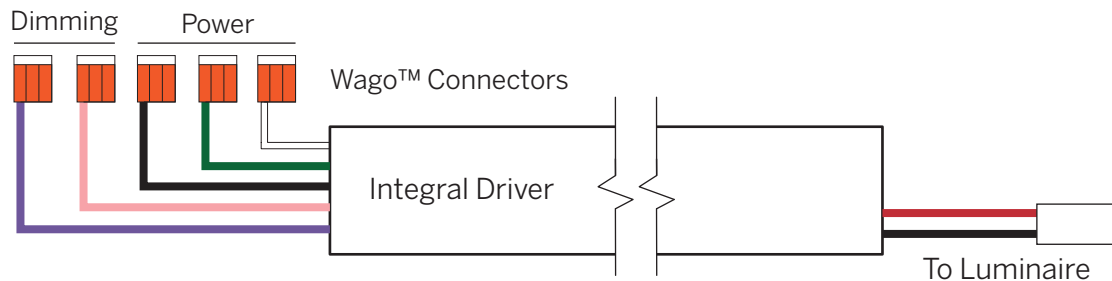 Dimming
Power
Wago™ Connectors
Integral Driver
To Luminaire